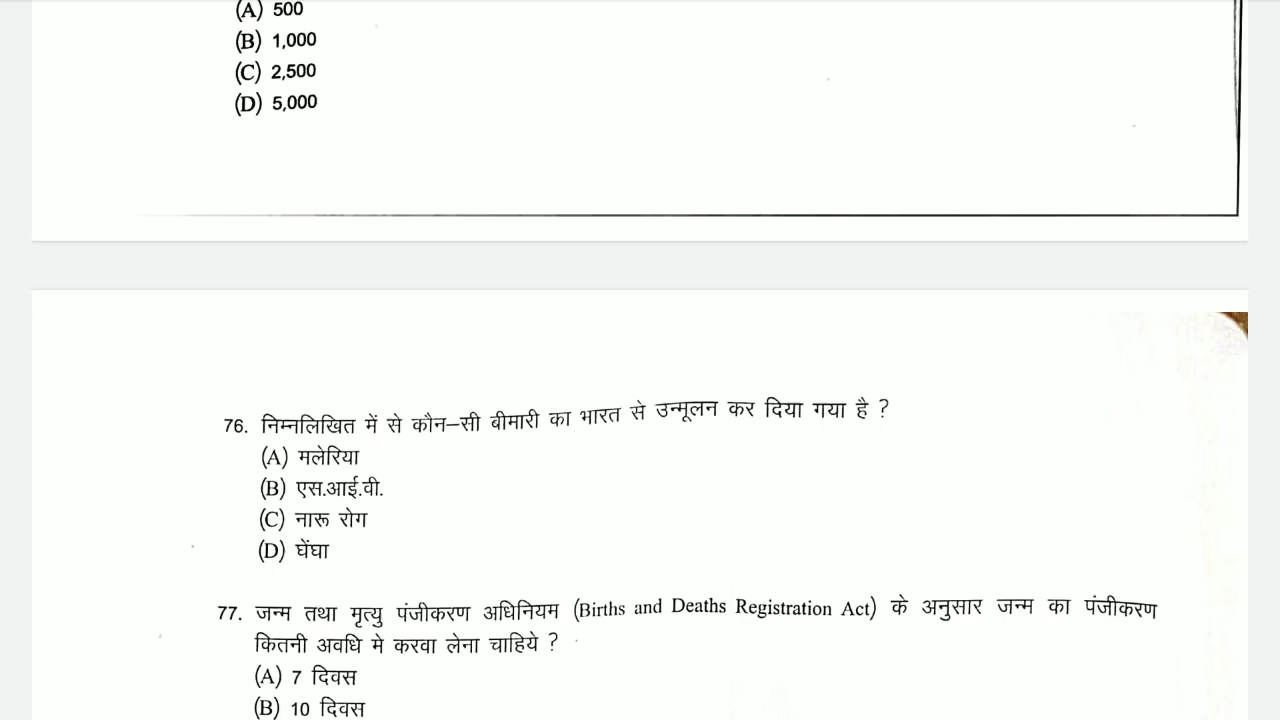 (A) 500
(B) 1,000
(C) 2,500
(D) 5,000
76. निम्नलिखित में से कौन–सी बीमारी का भारत से उन्मूलन कर दिया गया है ?
(A) मलेरिया
(B) एस.आई.वी.
(C) नारू रोग
(D) घेंघा
77. जन्म तथा मृत्यु पंजीकरण अधिनियम (Births and Deaths Registration Act) के अनुसार जन्म का पंजीकरण
कितनी अवधि मे करवा लेना चाहिये ?
(A) 7 दिवस
(B) 10 दिवस